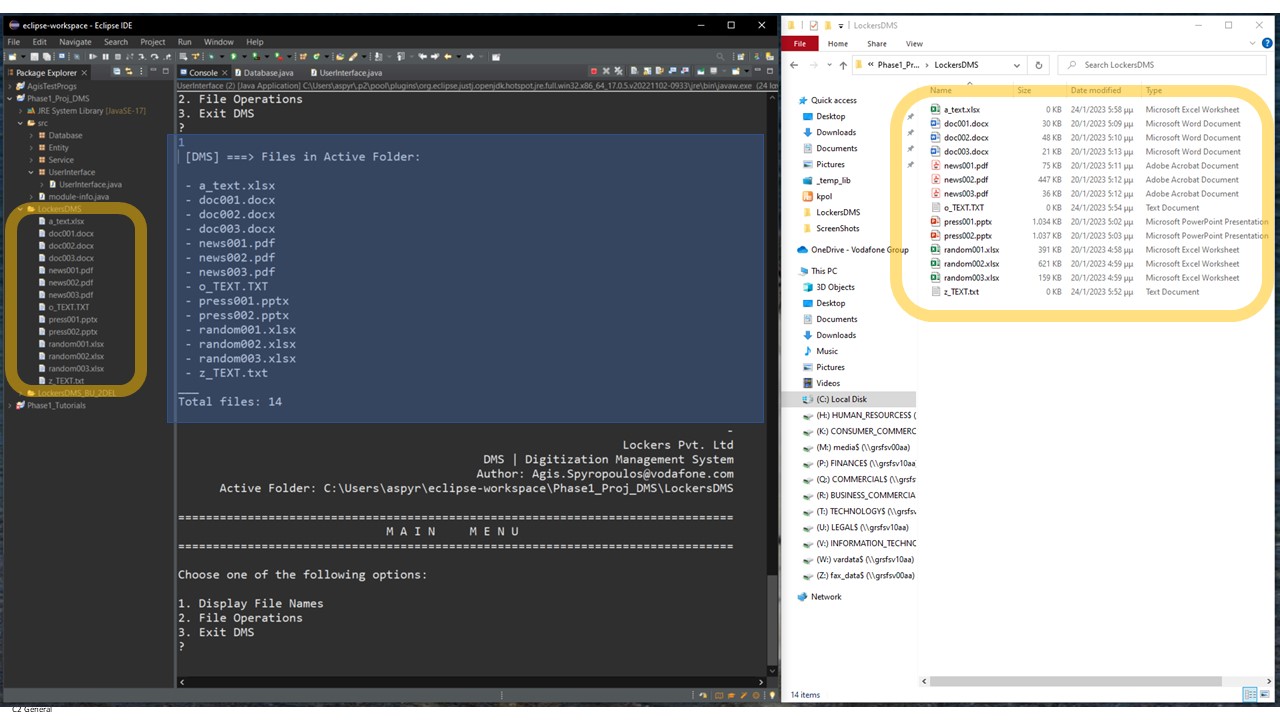 eclipse-workspace - Eclipse IDE
File Edit Navigate Search Project Run Window Help
Package Explorer
AgisTestProgs
Phase1_Proj_DMS
JRE System Library [JavaSE-17]
src
Database
Entity
Service
UserInterface
UserInterface.java
module-info.java
LockersDMS
a_text.xlsx
doc001.docx
doc002.docx
doc003.docx
news001.pdf
news002.pdf
news003.pdf
o_TEXT.TXT
press001.pptx
press002.pptx
random001.xlsx
random002.xlsx
random003.xlsx
z_TEXT.txt
Phase1_Tutorials
Console Database.java UserInterface.java
UserInterface (2) [Java Application] C:\Users\aspyr\.p2\pool\plugins\org.eclipse.justj.openjdk.hotspot.jre.full.win32.x86_64_17.0.5.v20221102-0933\jre\bin\javaw.exe
2. File Operations
3. Exit DMS
?
1
[DMS] ===> Files in Active Folder:
- a_text.xlsx
- doc001.docx
- doc002.docx
- doc003.docx
- news001.pdf
- news002.pdf
- news003.pdf
- o_TEXT.TXT
- press001.pptx
- press002.pptx
- random001.xlsx
- random002.xlsx
- random003.xlsx
- z_TEXT.txt
___
Total files: 14
-
Lockers Pvt. Ltd
DMS | Digitization Management System
Author: Agis.Spyropoulos@vodafone.com
Active Folder: C:\Users\aspyr\eclipse-workspace\Phase1_Proj_DMS\LockersDMS
================================================================================
M A I N M E N U
================================================================================
Choose one of the following options:
1. Display File Names
2. File Operations
3. Exit DMS
?
LockersDMS
File Home Share View
« Phase1_Pr... › LockersDMS Search LockersDMS
Quick access
Desktop
Downloads
Documents
Pictures
_temp_lib
kpol
LockersDMS
ScreenShots
OneDrive - Vodafone Group
This PC
3D Objects
Desktop
Documents
Downloads
Music
Pictures
Videos
(C:) Local Disk
(H:) HUMAN_RESOURCES$ (
(K:) CONSUMER_COMMERC
(M:) media$ (\\grsfsv00aa)
(P:) FINANCE$ (\\grsfsv10aa)
(Q:) COMMERCIAL$ (\\grsfs
(R:) BUSINESS_COMMERCIA
(T:) TECHNOLOGY$ (\\grsfsv
(U:) LEGAL$ (\\grsfsv10aa)
(V:) INFORMATION_TECHNO
(W:) vardata$ (\\grsfsv10aa)
(Z:) fax_data$ (\\grsfsv00aa)
Network
Name Size Date modified Type
a_text.xlsx 0 KB 24/1/2023 5:58 μμ Microsoft Excel Worksheet
doc001.docx 30 KB 20/1/2023 5:09 μμ Microsoft Word Document
doc002.docx 48 KB 20/1/2023 5:10 μμ Microsoft Word Document
doc003.docx 21 KB 20/1/2023 5:13 μμ Microsoft Word Document
news001.pdf 75 KB 20/1/2023 5:11 μμ Adobe Acrobat Document
news002.pdf 447 KB 20/1/2023 5:12 μμ Adobe Acrobat Document
news003.pdf 36 KB 20/1/2023 5:12 μμ Adobe Acrobat Document
o_TEXT.TXT 0 KB 24/1/2023 5:54 μμ Text Document
press001.pptx 1.034 KB 20/1/2023 5:02 μμ Microsoft PowerPoint Presentation
press002.pptx 1.037 KB 20/1/2023 5:03 μμ Microsoft PowerPoint Presentation
random001.xlsx 391 KB 20/1/2023 4:58 μμ Microsoft Excel Worksheet
random002.xlsx 621 KB 20/1/2023 4:59 μμ Microsoft Excel Worksheet
random003.xlsx 159 KB 20/1/2023 4:59 μμ Microsoft Excel Worksheet
z_TEXT.txt 0 KB 24/1/2023 5:52 μμ Text Document
14 items
C2 General